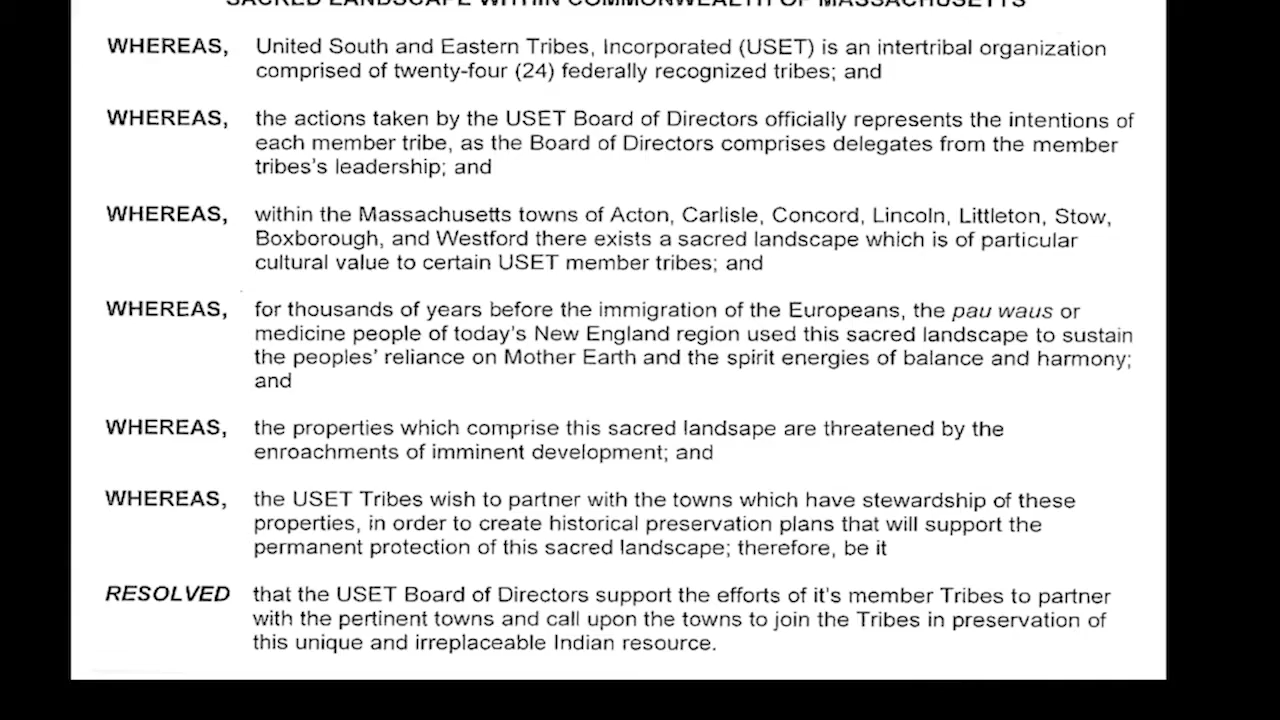 SACRED LANDSCAPE WITHIN COMMONWEALTH OF MASSACHUSETTS
WHEREAS, United South and Eastern Tribes, Incorporated (USET) is an intertribal organization
comprised of twenty-four (24) federally recognized tribes; and
WHEREAS, the actions taken by the USET Board of Directors officially represents the intentions of
each member tribe, as the Board of Directors comprises delegates from the member
tribes's leadership; and
WHEREAS, within the Massachusetts towns of Acton, Carlisle, Concord, Lincoln, Littleton, Stow,
Boxborough, and Westford there exists a sacred landscape which is of particular
cultural value to certain USET member tribes; and
WHEREAS, for thousands of years before the immigration of the Europeans, the pau waus or
medicine people of today's New England region used this sacred landscape to sustain
the peoples' reliance on Mother Earth and the spirit energies of balance and harmony;
and
WHEREAS, the properties which comprise this sacred landsape are threatened by the
enroachments of imminent development; and
WHEREAS, the USET Tribes wish to partner with the towns which have stewardship of these
properties, in order to create historical preservation plans that will support the
permanent protection of this sacred landscape; therefore, be it
RESOLVED that the USET Board of Directors support the efforts of it's member Tribes to partner
with the pertinent towns and call upon the towns to join the Tribes in preservation of
this unique and irreplaceable Indian resource.